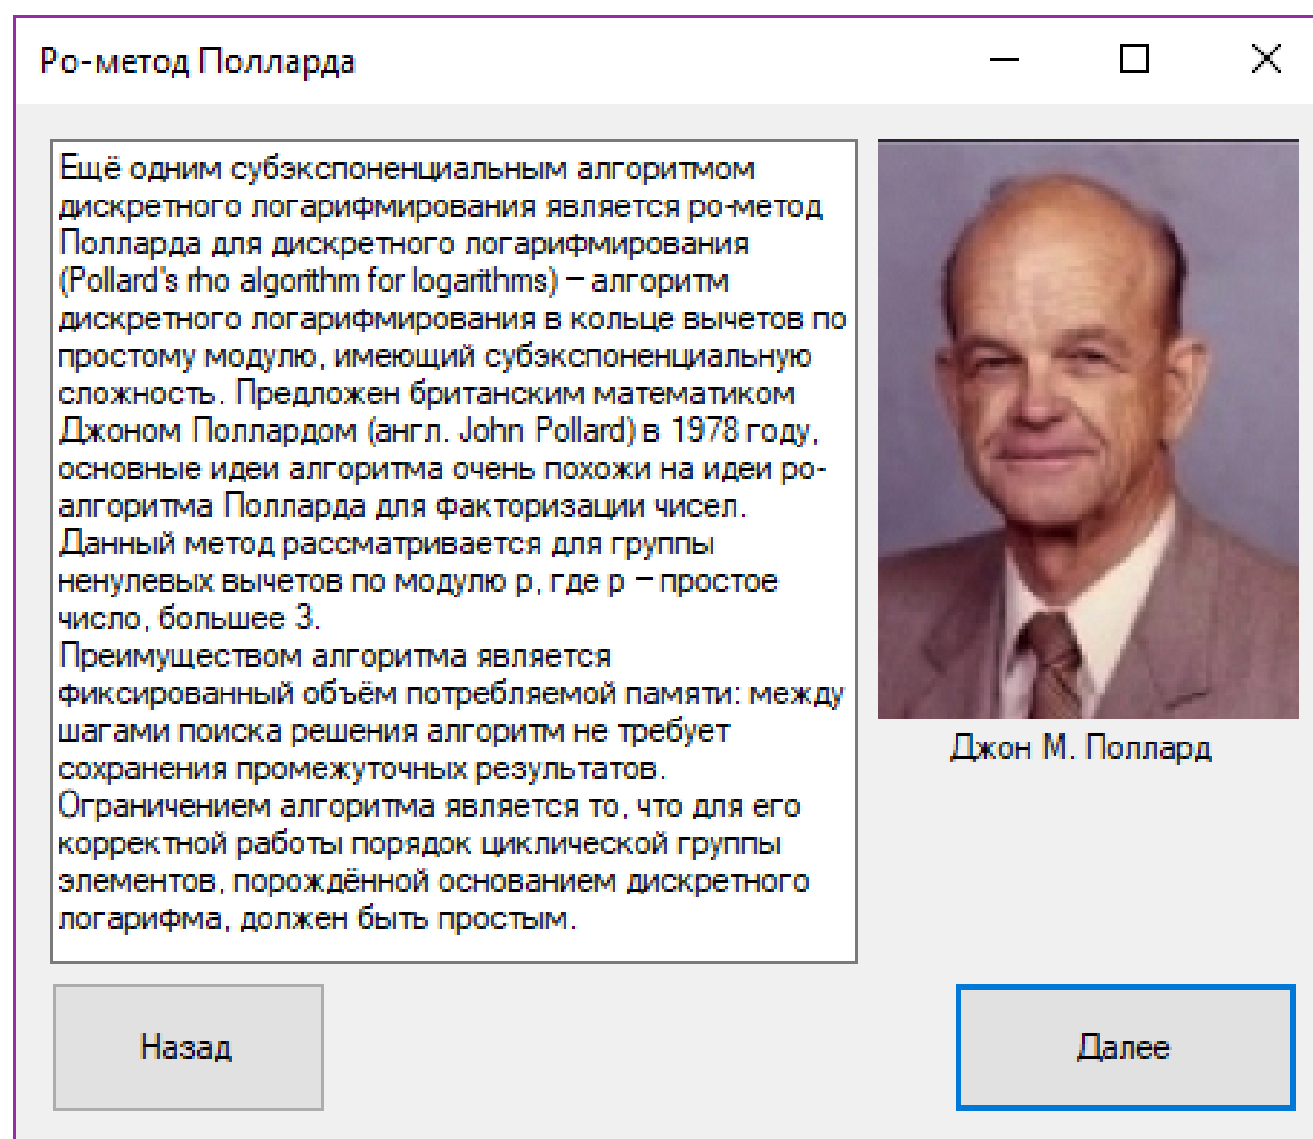 Ро-метод Полларда
Ещё одним субэкспоненциальным алгоритмом
дискретного логарифмирования является ро-метод
Полларда для дискретного логарифмирования
(Pollard's rho algorithm for logarithms) – алгоритм
дискретного логарифмирования в кольце вычетов по
простому модулю, имеющий субэкспоненциальную
сложность. Предложен британским математиком
Джоном Поллардом (англ. John Pollard) в 1978 году,
основные идеи алгоритма очень похожи на идеи ро-
алгоритма Полларда для факторизации чисел.
Данный метод рассматривается для группы
ненулевых вычетов по модулю p, где p – простое
число, большее 3.
Преимуществом алгоритма является
фиксированный объём потребляемой памяти: между
шагами поиска решения алгоритм не требует
сохранения промежуточных результатов.
Ограничением алгоритма является то, что для его
корректной работы порядок циклической группы
элементов, порождённой основанием дискретного
логарифма, должен быть простым.
Джон М. Поллард
Назад
Далее